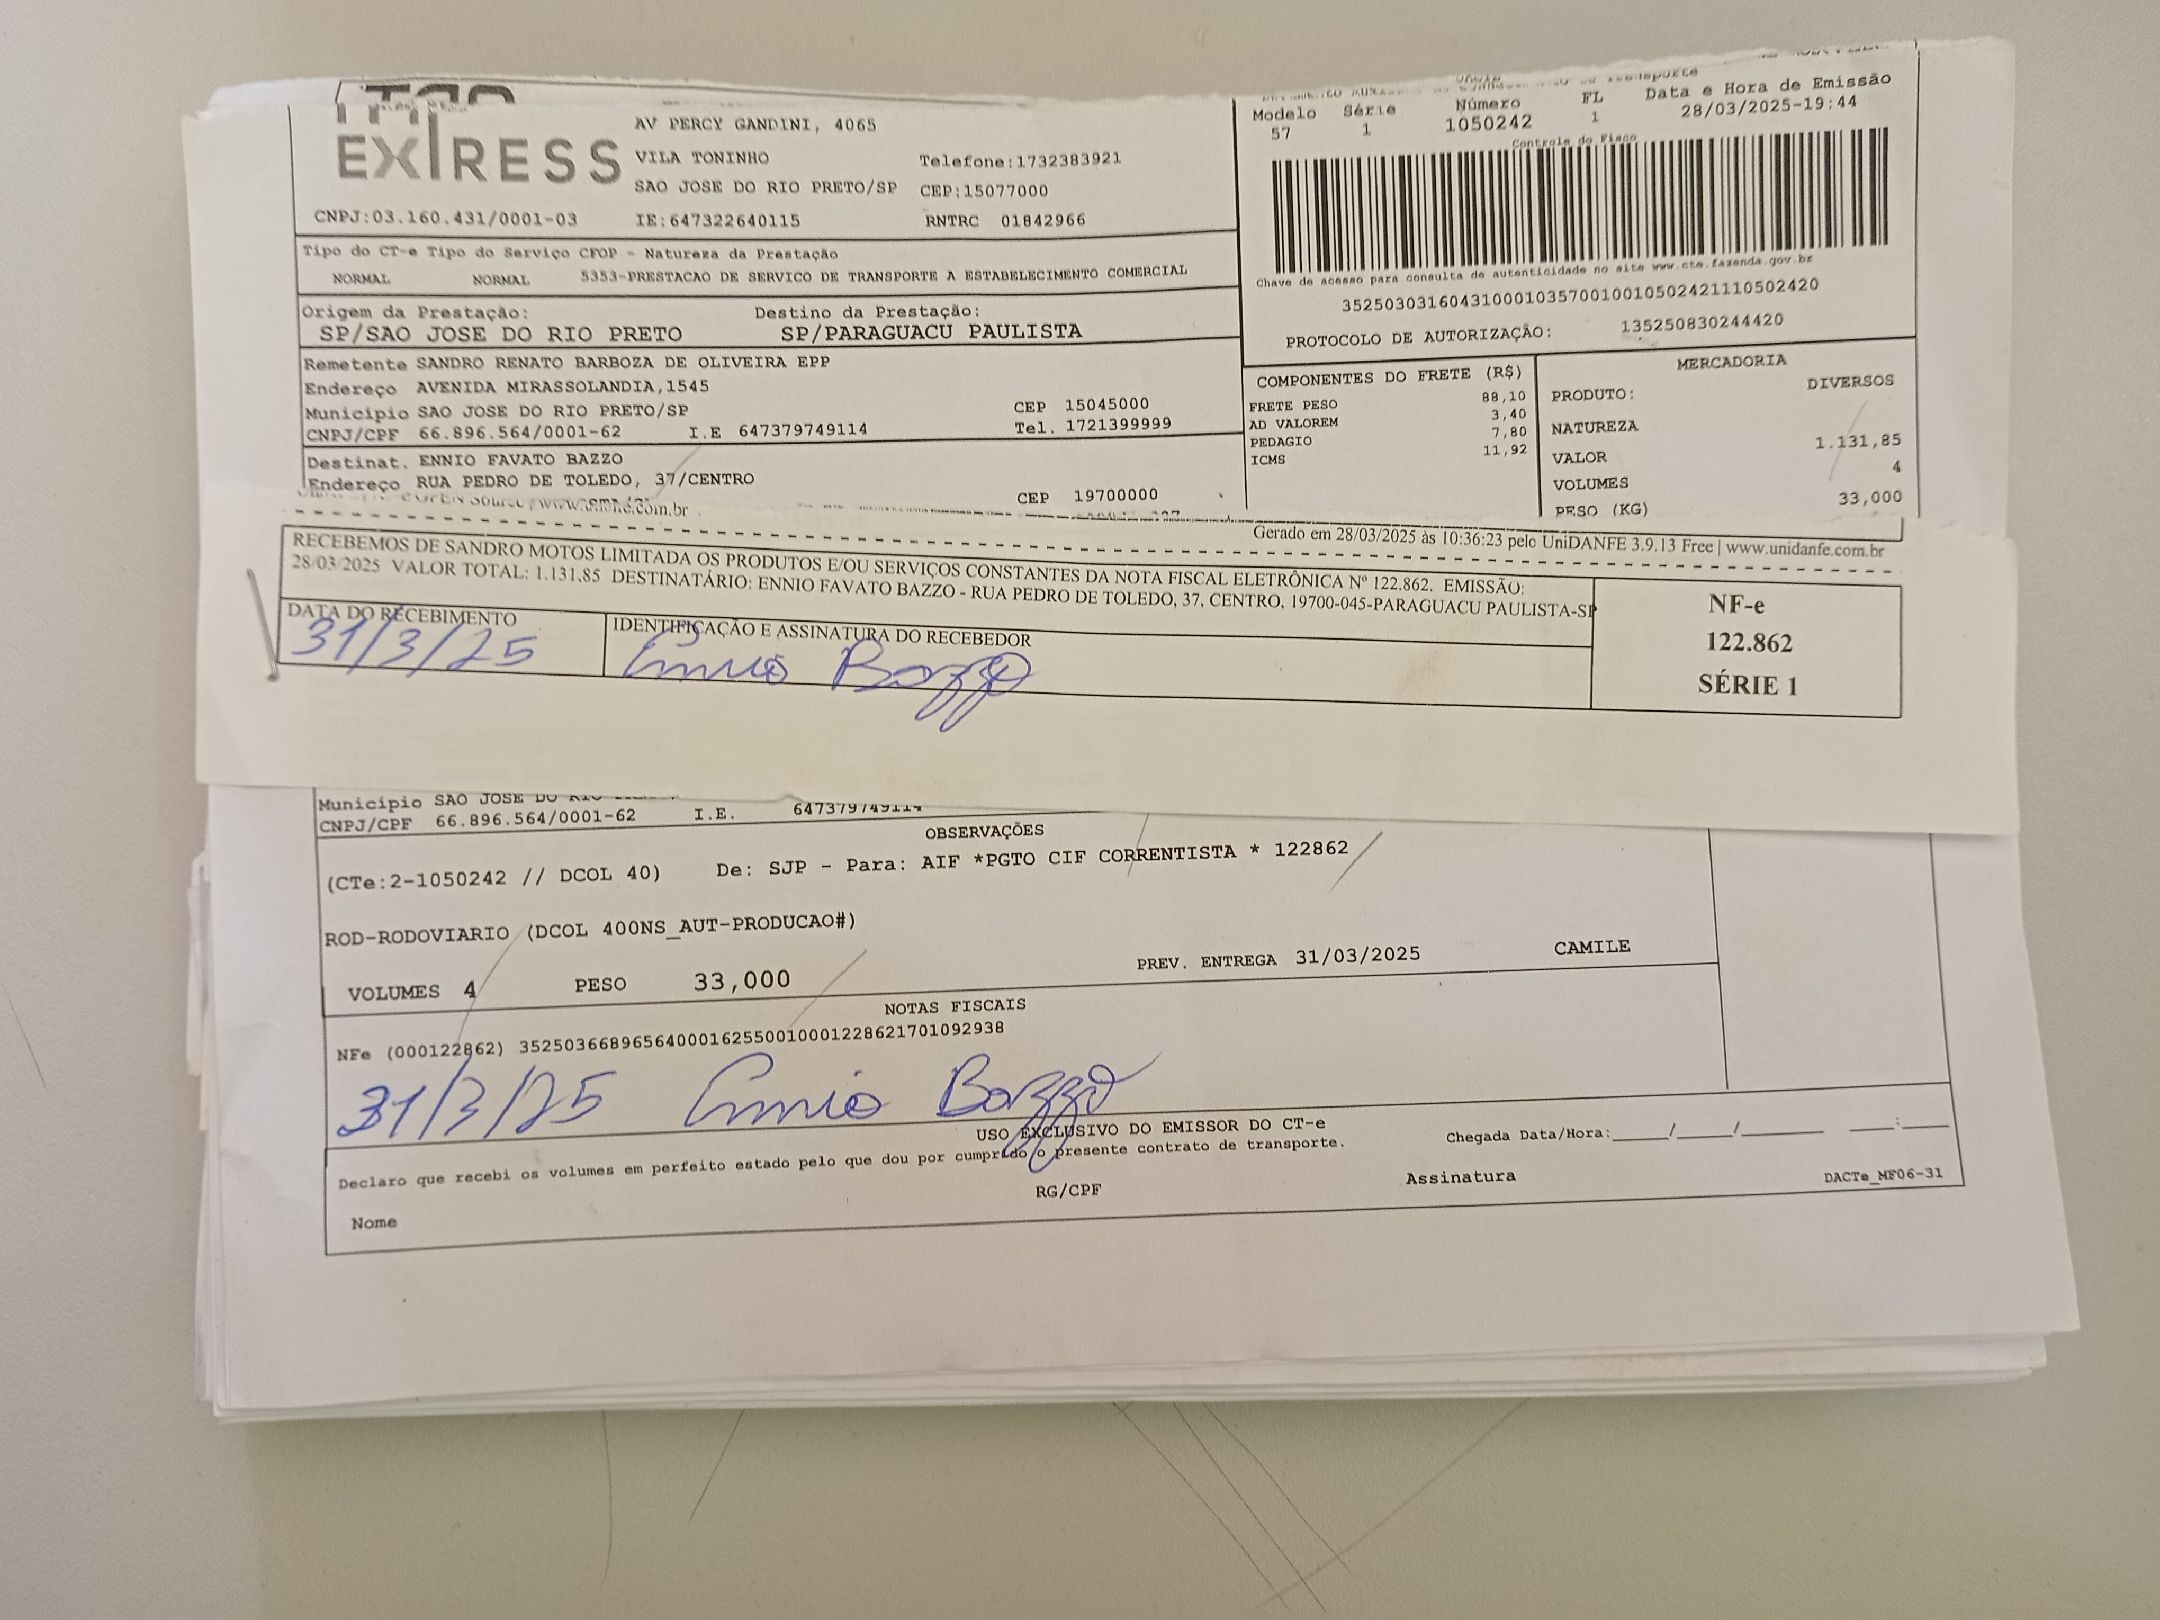 EXPRESS
AV PERCY GANDINI, 4065
VILA TONINHO
Telefone:1732383921
SAO JOSE DO RIO PRETO/SP
CEP:15077000
CNPJ:03.160.431/0001-03
IE:647322640115
RNTRC 01842966
Modelo Série Número FL Data e Hora de Emissão
57 1 1050242 1 28/03/2025-19:44
Controle do Fisco
Chave de acesso para consulta de autenticidade no site www.cte.fazenda.gov.br
35250303160431000103570010010502421110502420
PROTOCOLO DE AUTORIZAÇÃO: 135250830244420
Tipo do CT-e Tipo do Serviço CFOP - Natureza da Prestação
NORMAL NORMAL 5353-PRESTACAO DE SERVICO DE TRANSPORTE A ESTABELECIMENTO COMERCIAL
Origem da Prestação: Destino da Prestação:
SP/SAO JOSE DO RIO PRETO SP/PARAGUACU PAULISTA
Remetente SANDRO RENATO BARBOZA DE OLIVEIRA EPP
Endereço AVENIDA MIRASSOLANDIA,1545
Município SAO JOSE DO RIO PRETO/SP CEP 15045000
CNPJ/CPF 66.896.564/0001-62 I.E 647379749114 Tel. 1721399999
Destinat. ENNIO FAVATO BAZZO
Endereço RUA PEDRO DE TOLEDO, 37/CENTRO
CEP 19700000
COMPONENTES DO FRETE (R$)
FRETE PESO 88,10
AD VALOREM 3,40
PEDAGIO 7,80
ICMS 11,92
MERCADORIA
PRODUTO: DIVERSOS
NATUREZA
VALOR 1.131,85
VOLUMES 4
PESO (KG) 33,000
Gerado em 28/03/2025 às 10:36:23 pelo UniDANFE 3.9.13 Free | www.unidanfe.com.br
RECEBEMOS DE SANDRO MOTOS LIMITADA OS PRODUTOS E/OU SERVIÇOS CONSTANTES DA NOTA FISCAL ELETRÔNICA Nº 122.862. EMISSÃO:
28/03/2025 VALOR TOTAL: 1.131,85 DESTINATÁRIO: ENNIO FAVATO BAZZO - RUA PEDRO DE TOLEDO, 37, CENTRO, 19700-045-PARAGUACU PAULISTA-SP
DATA DO RECEBIMENTO
31/3/25
IDENTIFICAÇÃO E ASSINATURA DO RECEBEDOR
Ennio Bazzo
NF-e
122.862
SÉRIE 1
Município SAO JOSE DO
CNPJ/CPF 66.896.564/0001-62 I.E. 647379749114
OBSERVAÇÕES
(CTe:2-1050242 // DCOL 40) De: SJP - Para: AIF *PGTO CIF CORRENTISTA * 122862
ROD-RODOVIARIO (DCOL 400NS_AUT-PRODUCAO#)
PREV. ENTREGA 31/03/2025 CAMILE
VOLUMES 4 PESO 33,000
NOTAS FISCAIS
NFe (000122862) 35250366896564000162550010001228621701092938
31/3/25 Ennio Bazzo
USO EXCLUSIVO DO EMISSOR DO CT-e
Declaro que recebi os volumes em perfeito estado pelo que dou por cumprido o presente contrato de transporte.
Chegada Data/Hora:_____/_____/_______ ____:____
Nome RG/CPF Assinatura DACTe_MF06-31